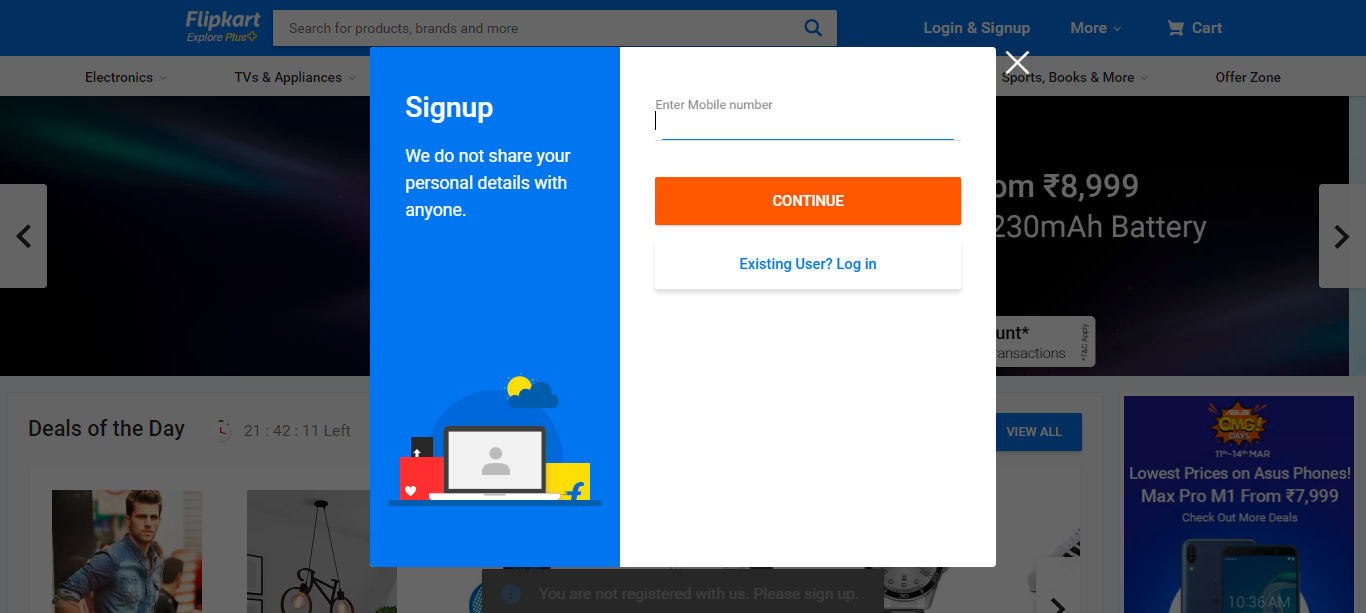 Flipkart
Explore Plus
Search for products, brands and more
Login & Signup
More
Cart
Electronics
TVs & Appliances
Sports, Books & More
Offer Zone
Signup
We do not share your
personal details with
anyone.
Enter Mobile number
CONTINUE
Existing User? Log in
om ₹8,999
230mAh Battery
unt*
ransactions
*T&C Apply
Deals of the Day
21 : 42 : 11 Left
VIEW ALL
ASUS
OMG!
DAYS
11TH-14TH MAR
Lowest Prices on Asus Phones!
Max Pro M1 From ₹7,999
Check Out More Deals
10:36 AM
You are not registered with us. Please sign up.